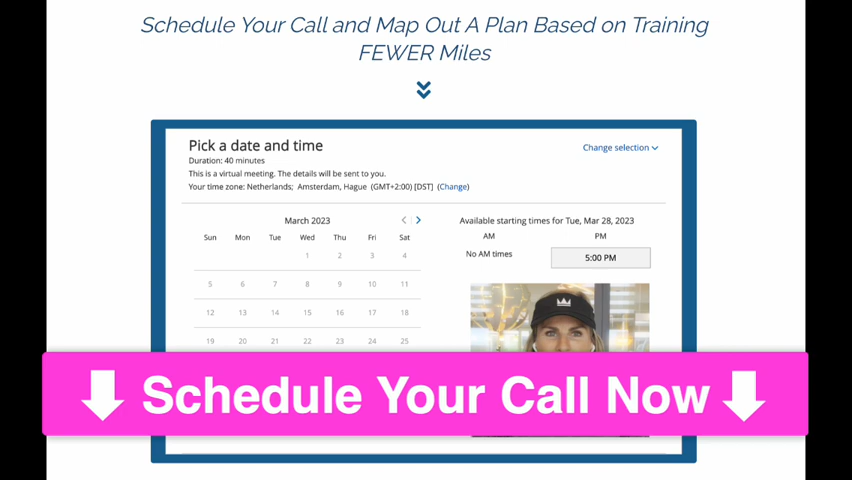 Schedule Your Call and Map Out A Plan Based on Training
FEWER Miles
Pick a date and time
Change selection
Duration: 40 minutes
This is a virtual meeting. The details will be sent to you.
Your time zone: Netherlands; Amsterdam, Hague (GMT+2:00) [DST] (Change)
March 2023
Sun Mon Tue Wed Thu Fri Sat
1 2 3 4
5 6 7 8 9 10 11
12 13 14 15 16 17 18
19 20 21 22 23 24 25
Available starting times for Tue, Mar 28, 2023
AM PM
No AM times 5:00 PM
Schedule Your Call Now